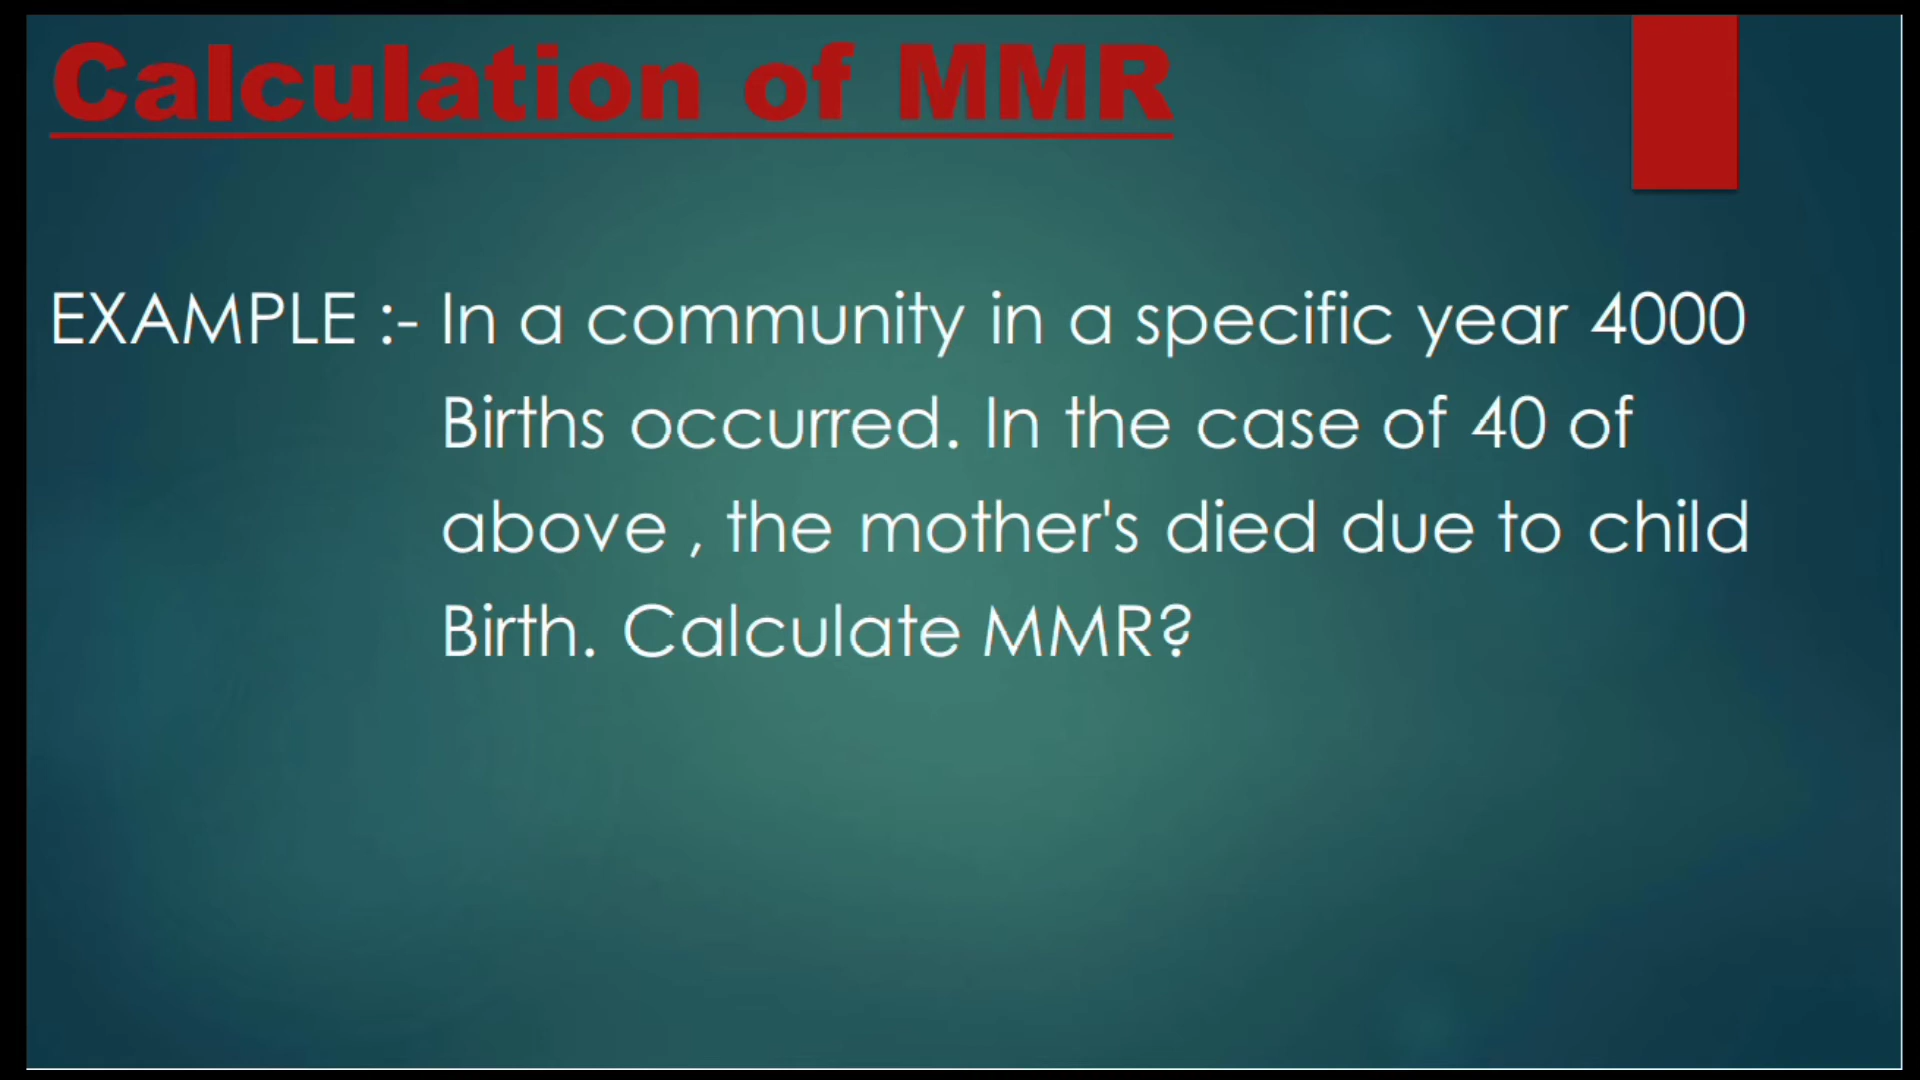 Calculation of MMR
EXAMPLE :- In a community in a specific year 4000
Births occurred. In the case of 40 of
above , the mother's died due to child
Birth. Calculate MMR?